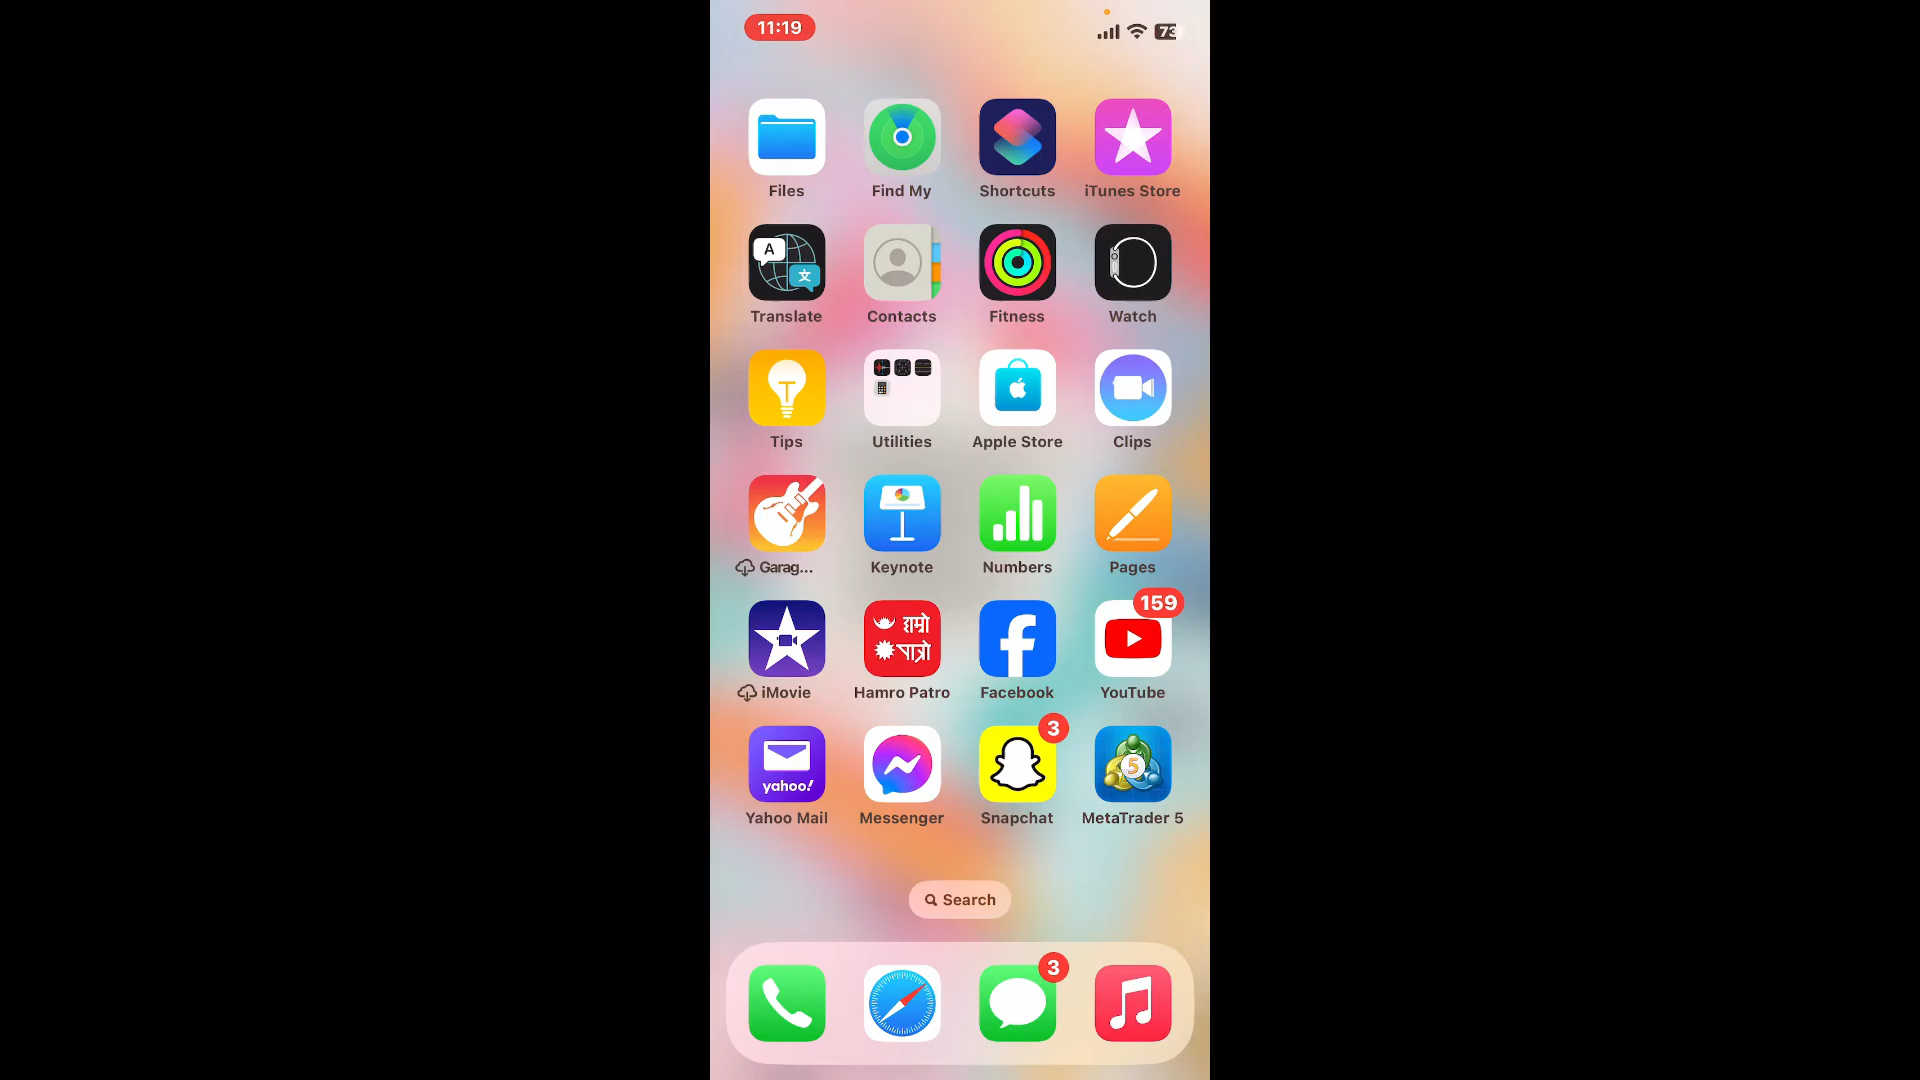 11:19
73
Files Find My Shortcuts iTunes Store
A
文
Translate Contacts Fitness Watch
Tips Utilities Apple Store Clips
Garag... Keynote Numbers Pages
159
हाम्रो
पात्रो
iMovie Hamro Patro Facebook YouTube
3
yahoo!
5
Yahoo Mail Messenger Snapchat MetaTrader 5
Search
3